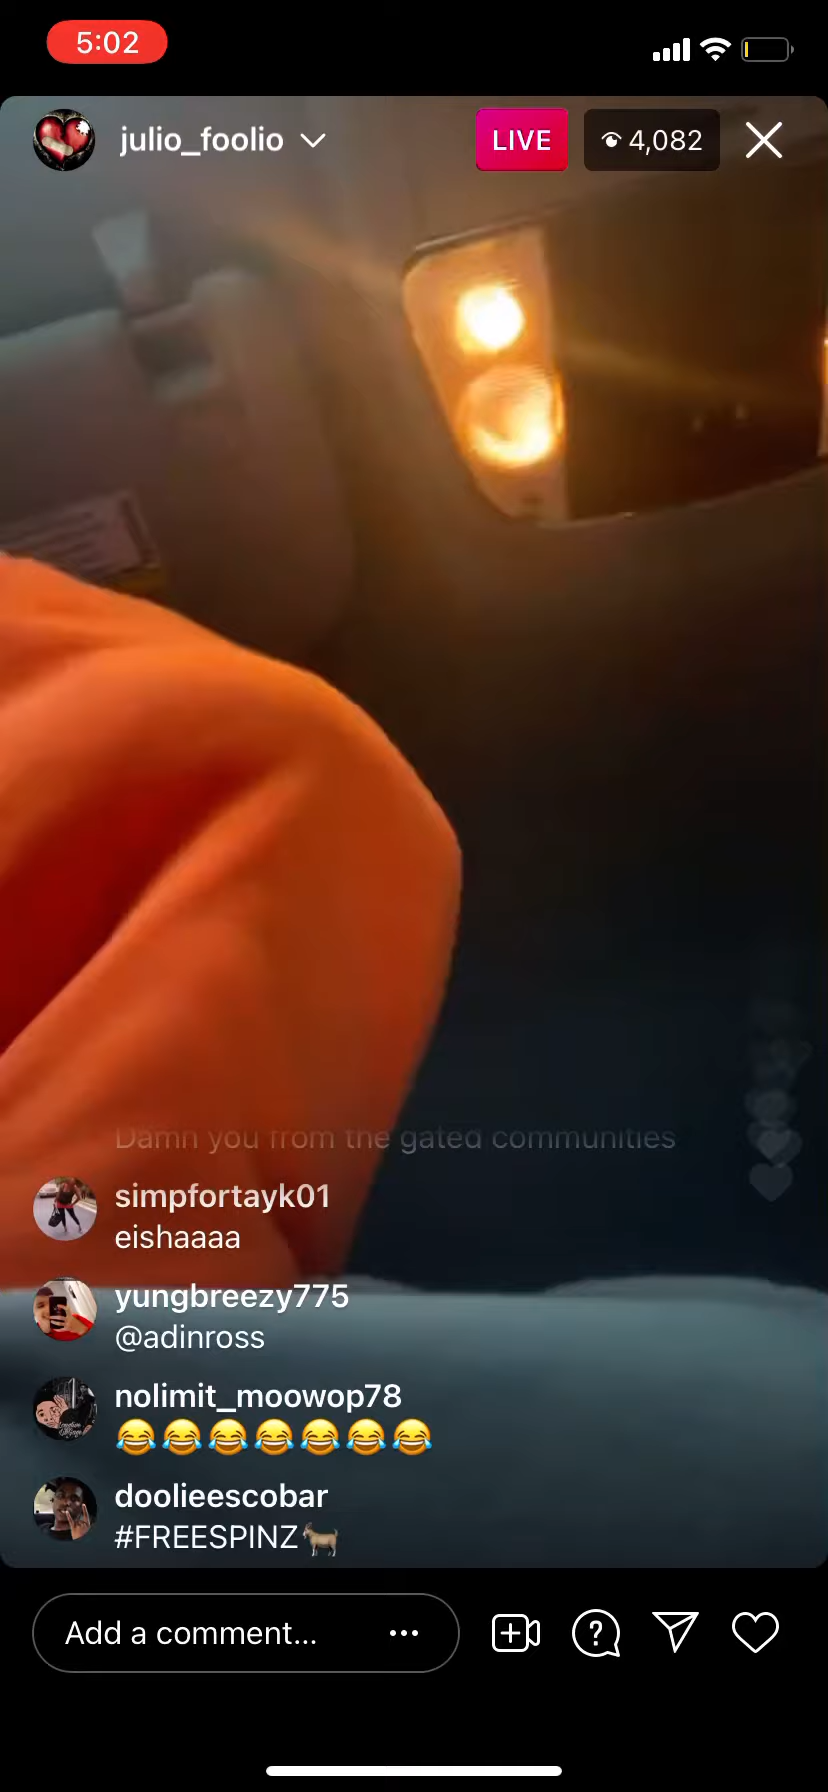 5:02
julio_foolio
LIVE
4,082
Damn you from the gated communities
simpfortayk01
eishaaaa
yungbreezy775
@adinross
nolimit_moowop78
😂😂😂😂😂😂😂
doolieescobar
#FREESPINZ🐐
Add a comment...